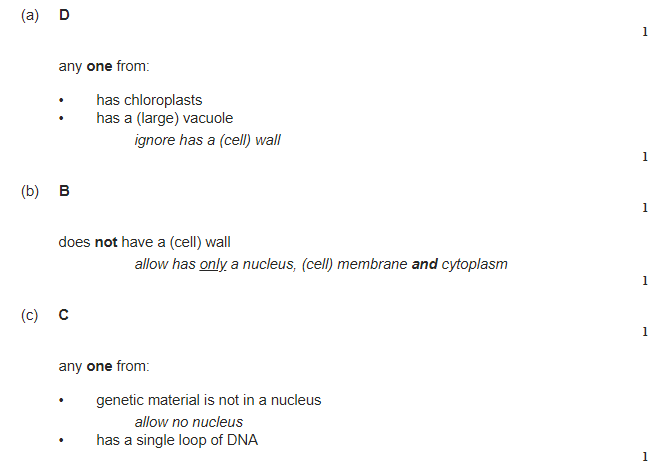 (a) D
1
any one from:
• has chloroplasts
• has a (large) vacuole
ignore has a (cell) wall
1
(b) B
1
does not have a (cell) wall
allow has only a nucleus, (cell) membrane and cytoplasm
1
(c) C
1
any one from:
• genetic material is not in a nucleus
allow no nucleus
• has a single loop of DNA
1